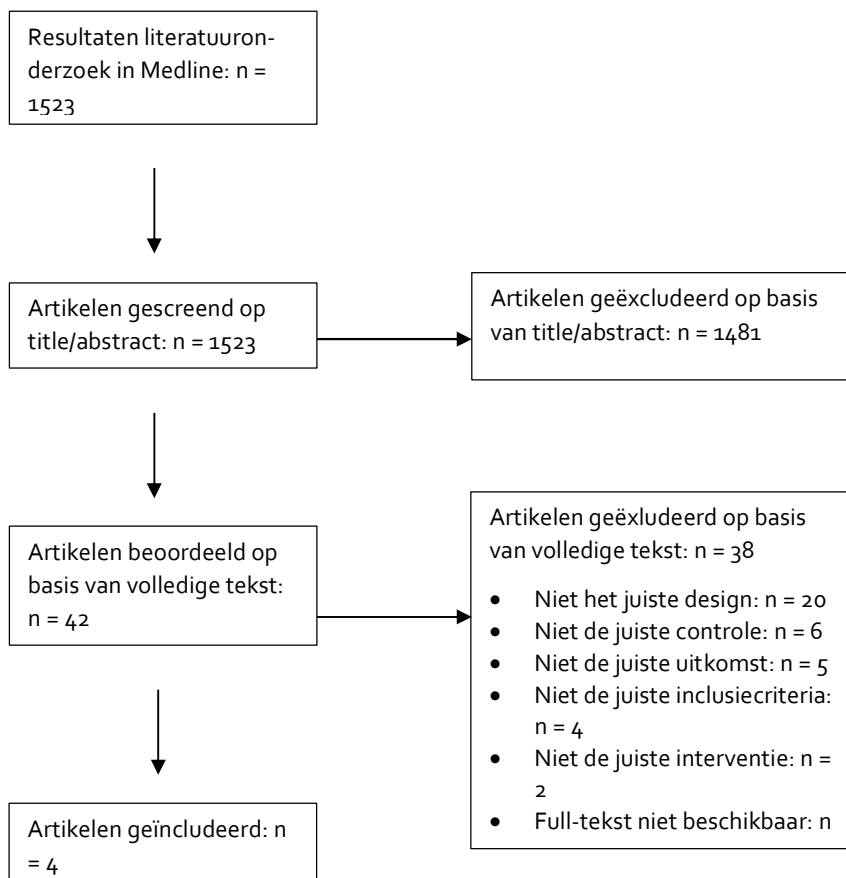 Resultaten literatuuron-
derzoek in Medline: n =
1523
Artikelen gescreend op
title/abstract: n = 1523
Artikelen geëxcludeerd op basis
van title/abstract: n = 1481
Artikelen beoordeeld op
basis van volledige tekst:
n = 42
Artikelen geëxludeerd op basis
van volledige tekst: n = 38
• Niet het juiste design: n = 20
• Niet de juiste controle: n = 6
• Niet de juiste uitkomst: n = 5
• Niet de juiste inclusiecriteria:
n = 4
• Niet de juiste interventie: n =
2
• Full-tekst niet beschikbaar: n
Artikelen geïncludeerd: n
= 4